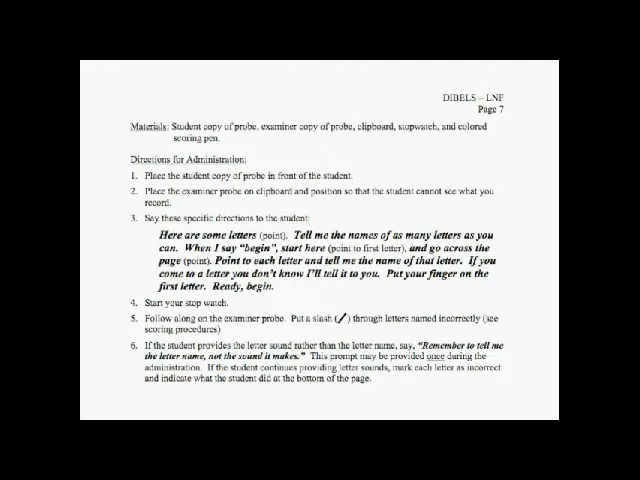 DIBELS – LNF
Page 7
Materials: Student copy of probe, examiner copy of probe, clipboard, stopwatch, and colored
scoring pen.
Directions for Administration:
1. Place the student copy of probe in front of the student.
2. Place the examiner probe on clipboard and position so that the student cannot see what you
record.
3. Say these specific directions to the student:
Here are some letters (point). Tell me the names of as many letters as you
can. When I say “begin”, start here (point to first letter), and go across the
page (point). Point to each letter and tell me the name of that letter. If you
come to a letter you don’t know I’ll tell it to you. Put your finger on the
first letter. Ready, begin.
4. Start your stop watch.
5. Follow along on the examiner probe. Put a slash ( / ) through letters named incorrectly (see
scoring procedures)
6. If the student provides the letter sound rather than the letter name, say, “Remember to tell me
the letter name, not the sound it makes.” This prompt may be provided once during the
administration. If the student continues providing letter sounds, mark each letter as incorrect
and indicate what the student did at the bottom of the page.